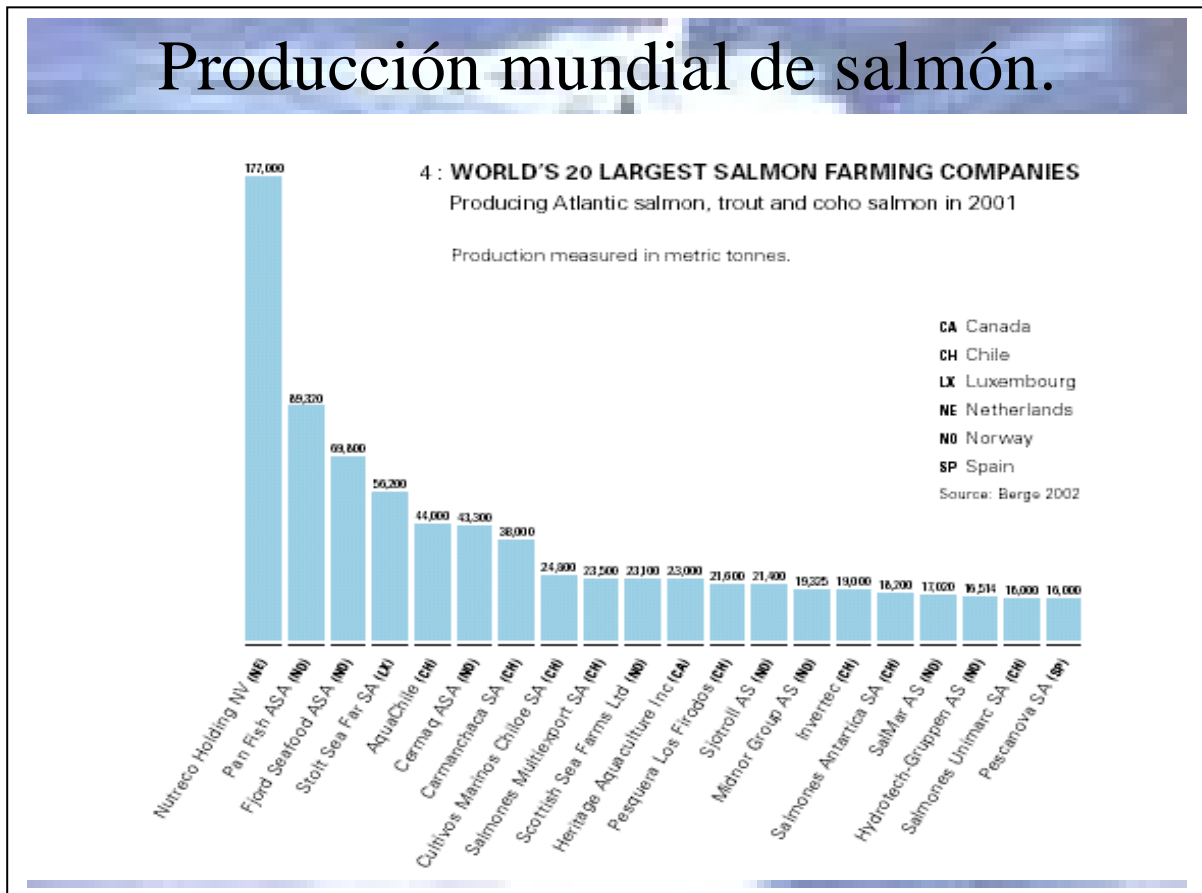 Producción mundial de salmón.
4 : WORLD'S 20 LARGEST SALMON FARMING COMPANIES
Producing Atlantic salmon, trout and coho salmon in 2001
Production measured in metric tonnes.
CA Canada
CH Chile
LX Luxembourg
NE Netherlands
NO Norway
SP Spain
Source: Berge 2002
177,000
89,320
69,800
56,200
44,000
43,300
38,000
24,800
23,500
23,100
23,000
21,600
21,400
19,325
19,000
18,200
17,020
16,514
16,000
16,000
Nutreco Holding NV (NE)
Pan Fish ASA (NO)
Fjord Seafood ASA (NO)
Stolt Sea Far SA (LX)
AquaChile (CH)
Cermaq ASA (NO)
Carmanchaca SA (CH)
Cultivos Marinos Chiloe SA (CH)
Salmones Multiexport SA (CH)
Scottish Sea Farms Ltd (NO)
Heritage Aquaculture Inc (CA)
Pesquera Los Firodos (CH)
Sjotroll AS (NO)
Midnor Group AS (NO)
Invertec (CH)
Salmones Antartica SA (CH)
SalMar AS (NO)
Hydrotech-Gruppen AS (NO)
Salmones Unimarc SA (CH)
Pescanova SA (SP)